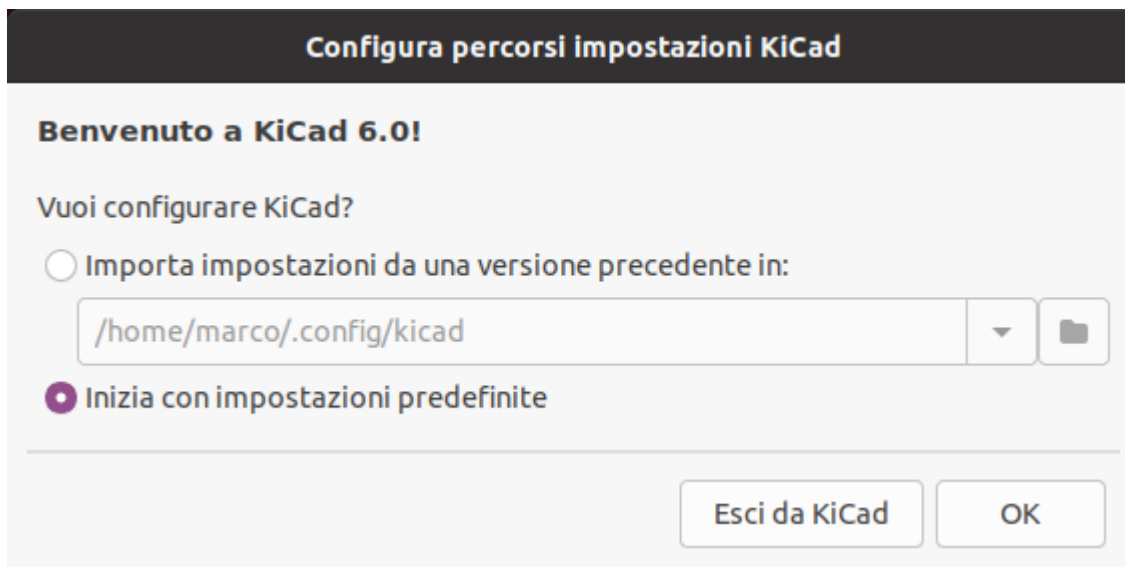 Configura percorsi impostazioni KiCad
Benvenuto a KiCad 6.0!
Vuoi configurare KiCad?
Importa impostazioni da una versione precedente in:
/home/marco/.config/kicad
Inizia con impostazioni predefinite
Esci da KiCad
OK